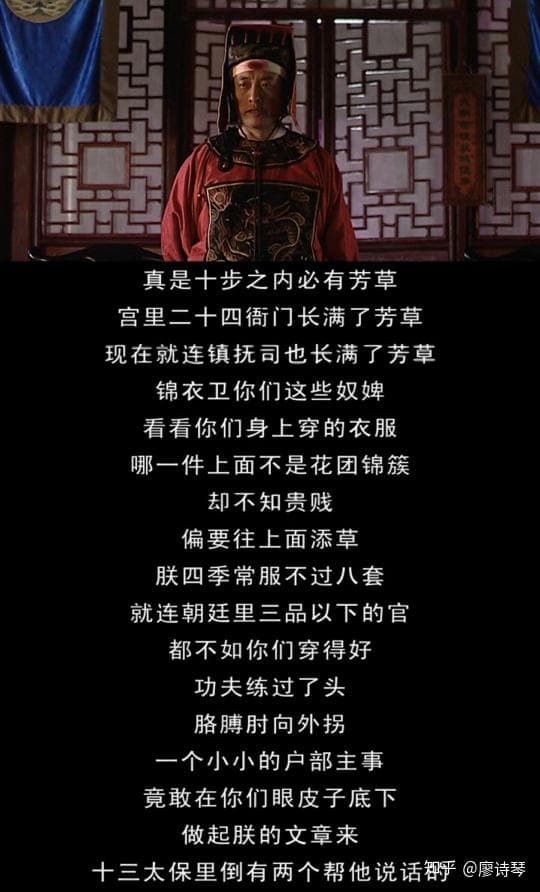 真是十步之内必有芳草
宫里二十四衙门长满了芳草
现在就连镇抚司也长满了芳草
锦衣卫你们这些奴婢
看看你们身上穿的衣服
哪一件上面不是花团锦簇
却不知贵贱
偏要往上面添草
朕四季常服不过八套
就连朝廷里三品以下的官
都不如你们穿得好
功夫练过了头
胳膊肘向外拐
一个小小的户部主事
竟敢在你们眼皮子底下
做起朕的文章来
十三太保里倒有两个帮他说话的
知乎 @廖诗琴